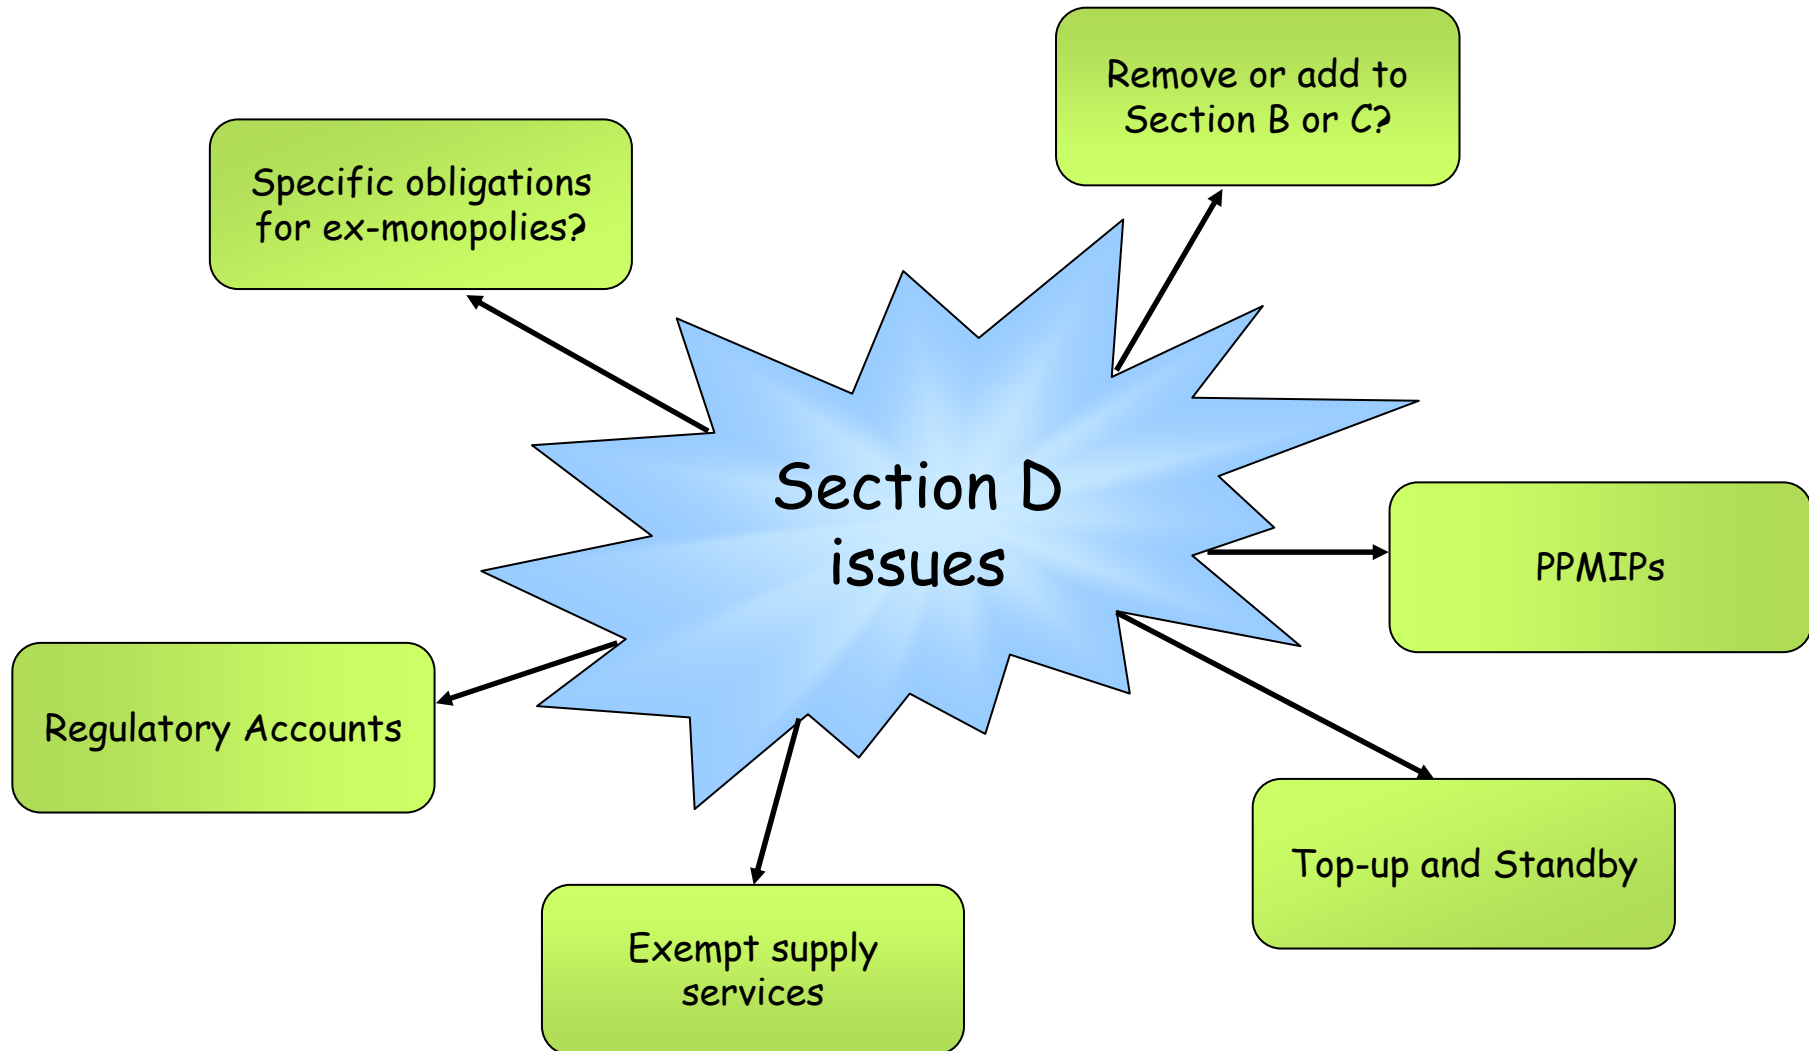 Remove or add to
Section B or C?
Specific obligations
for ex-monopolies?
Section D
issues
PPMIPs
Regulatory Accounts
Top-up and Standby
Exempt supply
services